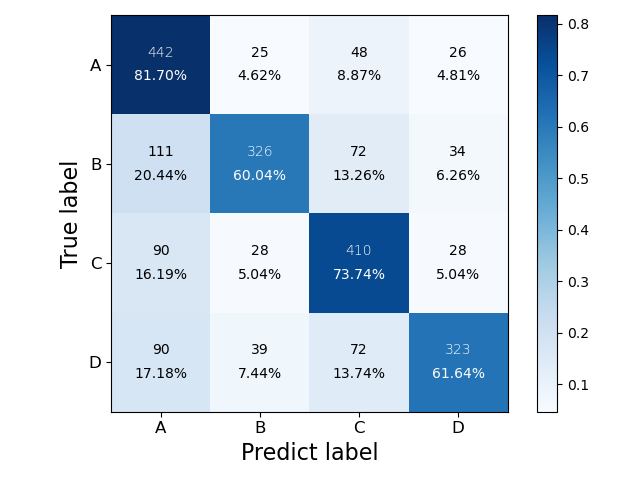 442 25 48 26
A 81.70% 4.62% 8.87% 4.81%
111 326 72 34
B 20.44% 60.04% 13.26% 6.26%
90 28 410 28
C 16.19% 5.04% 73.74% 5.04%
90 39 72 323
D 17.18% 7.44% 13.74% 61.64%
A B C D
Predict label
True label
0.8
0.7
0.6
0.5
0.4
0.3
0.2
0.1